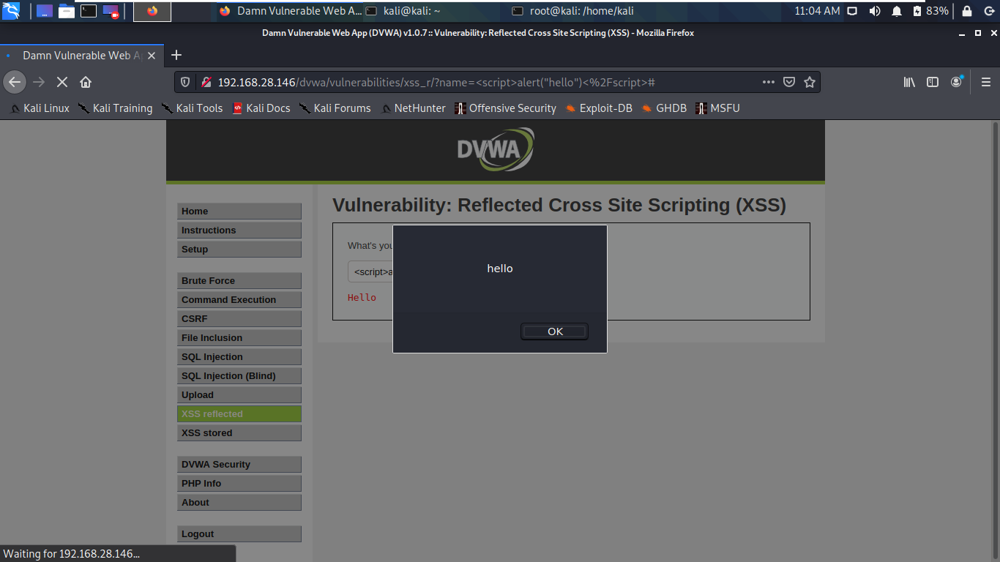 Damn Vulnerable Web A... kali@kali: ~ root@kali: /home/kali 11:04 AM 83%
Damn Vulnerable Web App (DVWA) v1.0.7 :: Vulnerability: Reflected Cross Site Scripting (XSS) - Mozilla Firefox
Damn Vulnerable Web A
192.168.28.146/dvwa/vulnerabilities/xss_r/?name=<script>alert("hello")<%2Fscript>#
Kali Linux Kali Training Kali Tools Kali Docs Kali Forums NetHunter Offensive Security Exploit-DB GHDB MSFU
DVWA
Home
Instructions
Setup
Brute Force
Command Execution
CSRF
File Inclusion
SQL Injection
SQL Injection (Blind)
Upload
XSS reflected
XSS stored
DVWA Security
PHP Info
About
Logout
Vulnerability: Reflected Cross Site Scripting (XSS)
What's you
<script>a
Hello
hello
OK
Waiting for 192.168.28.146...